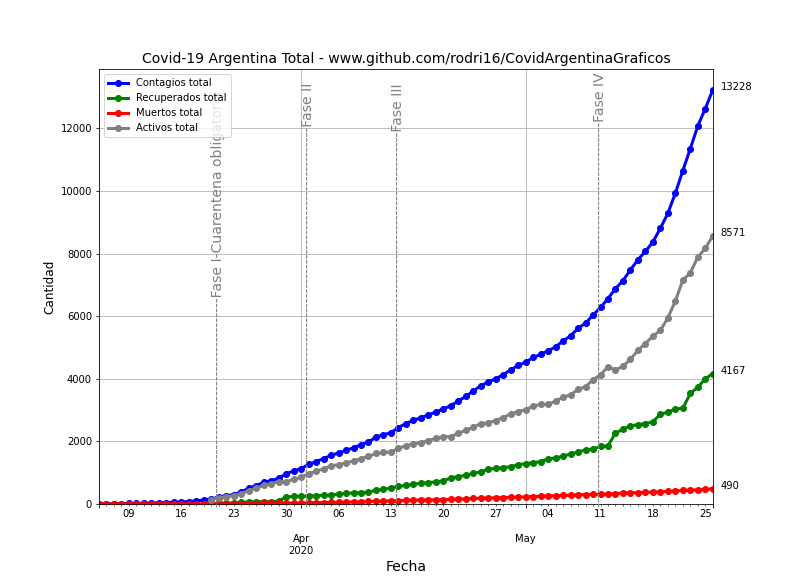 Covid-19 Argentina Total - www.github.com/rodri16/CovidArgentinaGraficos
Contagios total
Recuperados total
Muertos total
Activos total
Fase I-Cuarentena obligatoria
Fase II
Fase III
Fase IV
13228
8571
4167
490
12000
10000
8000
6000
4000
2000
0
Cantidad
09 16 23 30 06 13 20 27 04 11 18 25
Apr May
2020
Fecha